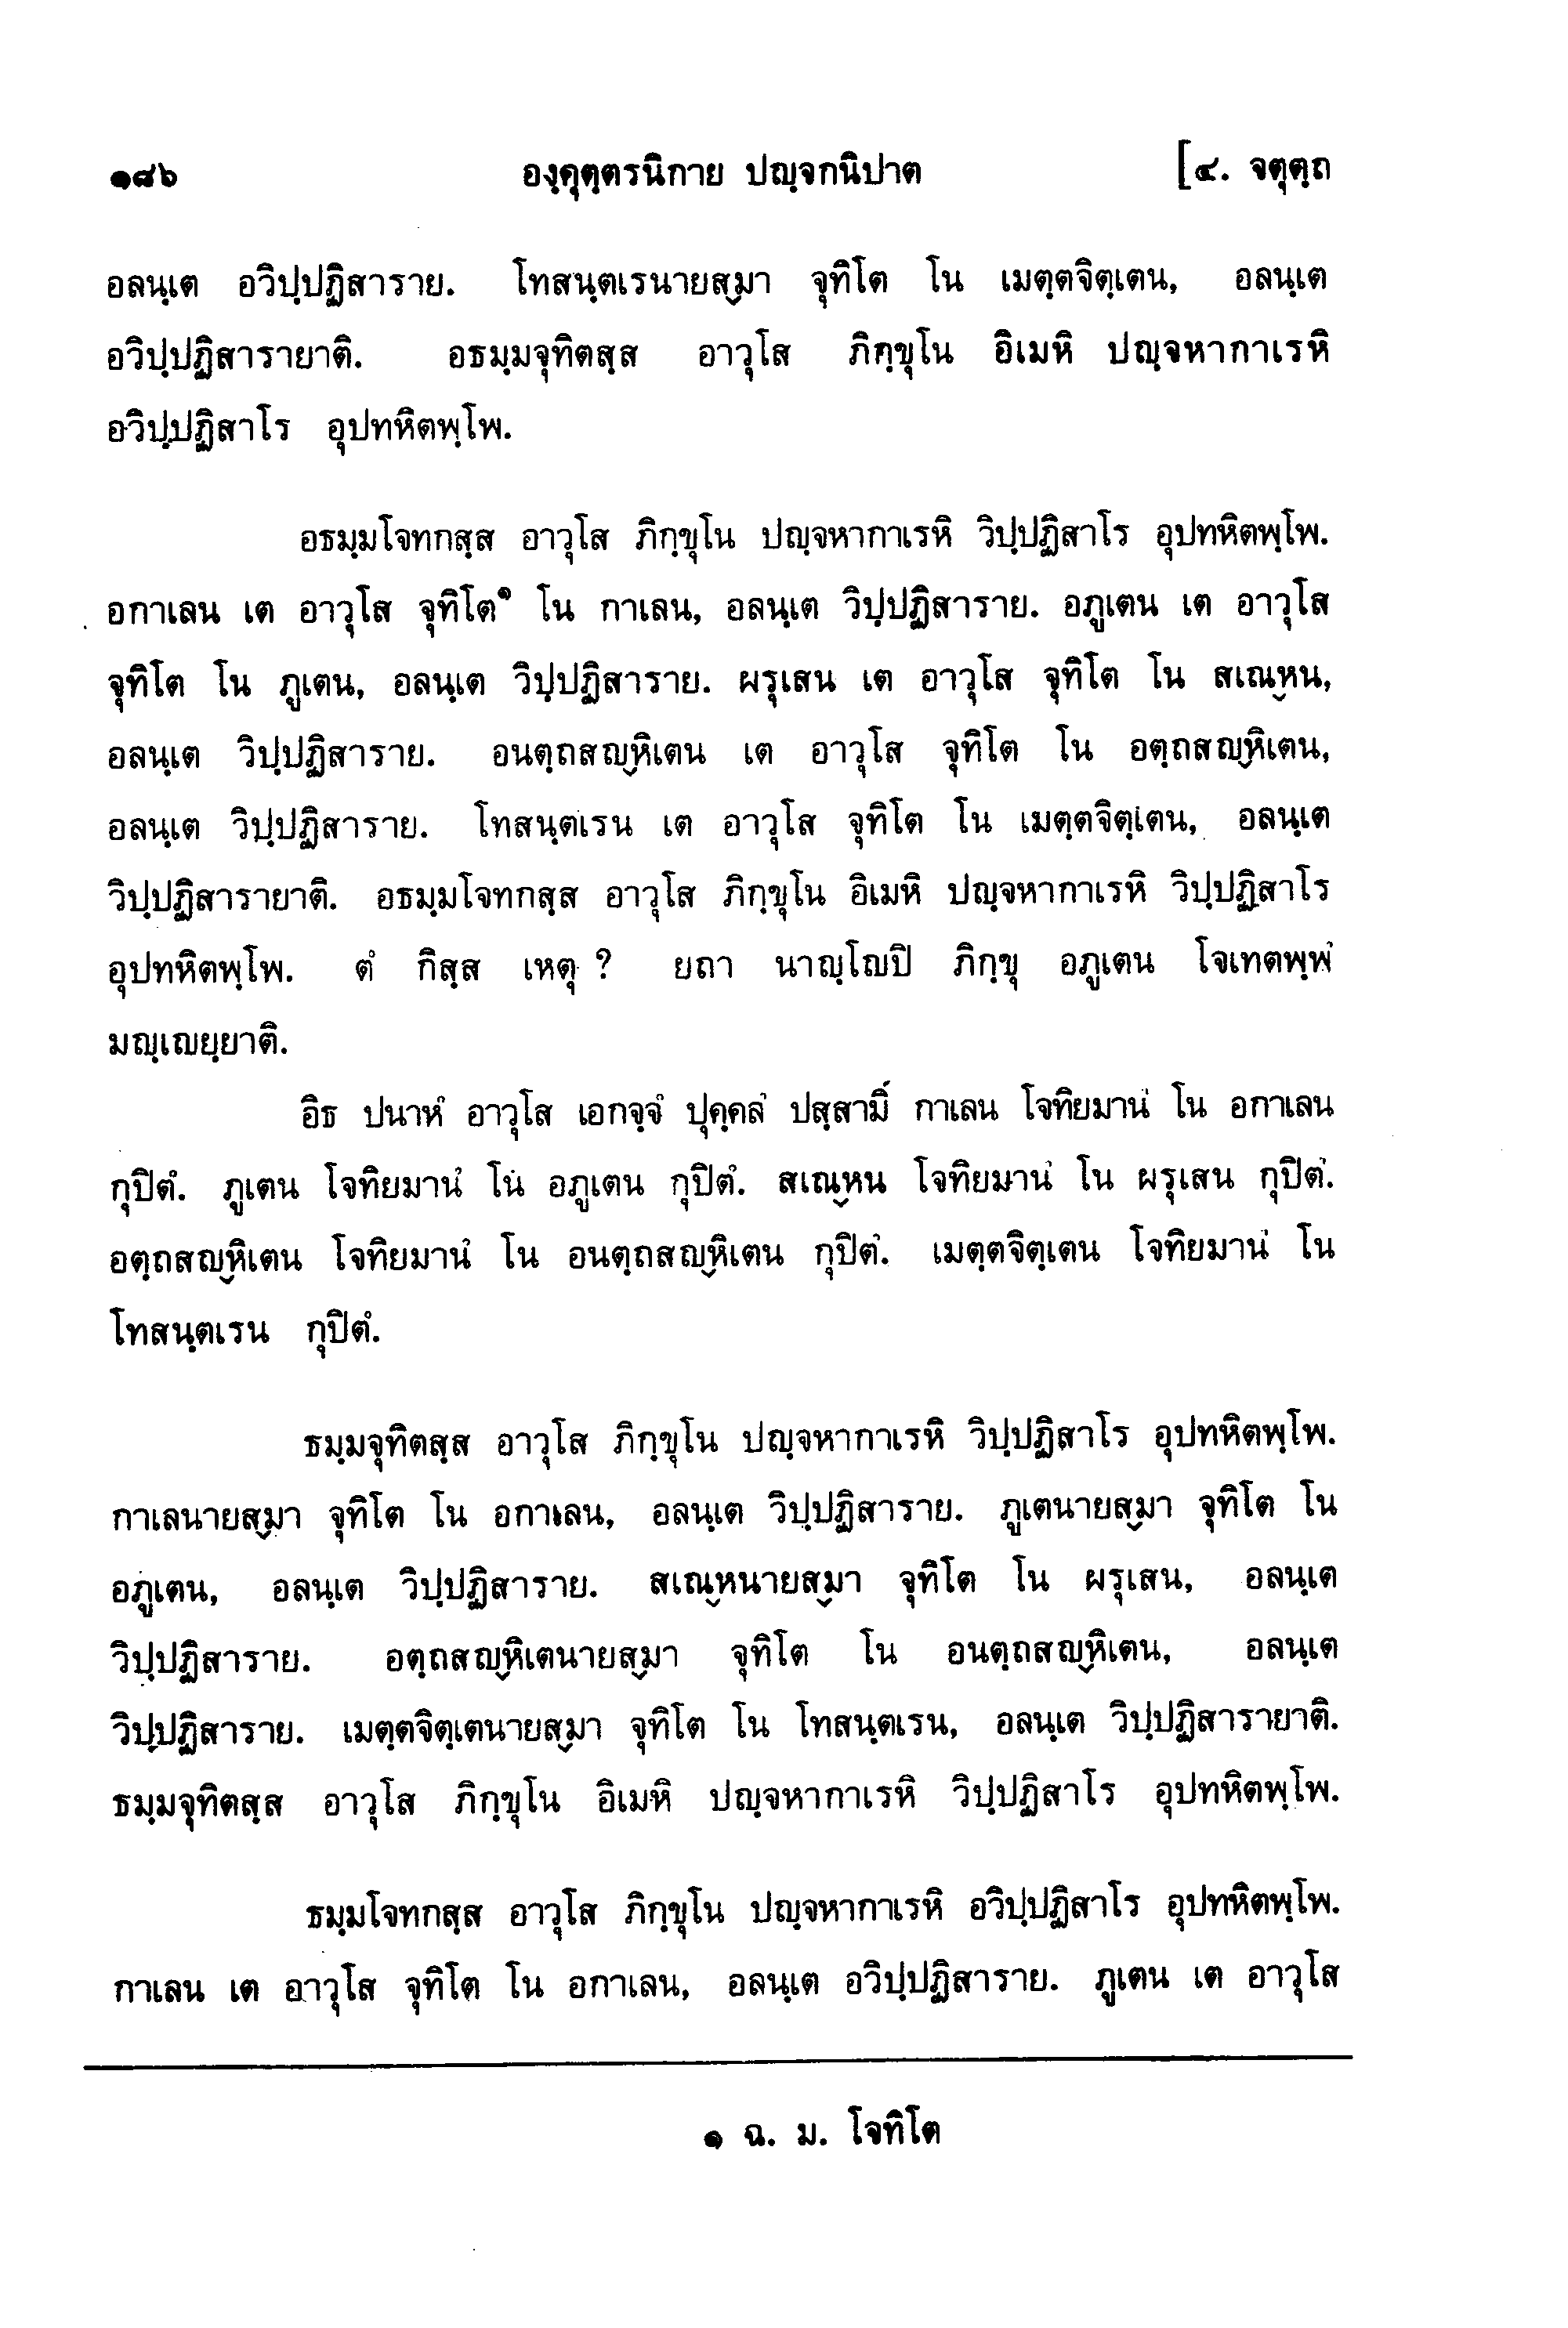 ๑๘๖ องฺคุตฺตรนิกาย ปญฺจกนิปาต [๔. จตุตฺถ
อลนฺเต อวิปฺปฏิสาราย. โทสนฺตเรนายสฺมา จุทิโต โน เมตฺตจิตฺเตน, อลนฺเต
อวิปฺปฏิสารายาติ. อธมฺมจุทิตสฺส อาวุโส ภิกฺขุโน อิเมหิ ปญฺจหากาเรหิ
อวิปฺปฏิสาโร อุปทหิตพฺโพ.
อธมฺมโจทกสฺส อาวุโส ภิกฺขุโน ปญฺจหากาเรหิ วิปฺปฏิสาโร อุปทหิตพฺโพ.
อกาเลน เต อาวุโส จุทิโต๑ โน กาเลน, อลนฺเต วิปฺปฏิสาราย. อภูเตน เต อาวุโส
จุทิโต โน ภูเตน, อลนฺเต วิปฺปฏิสาราย. ผรุเสน เต อาวุโส จุทิโต โน สเณฺหน,
อลนฺเต วิปฺปฏิสาราย. อนตฺถสญฺหิเตน เต อาวุโส จุทิโต โน อตฺถสญฺหิเตน,
อลนฺเต วิปฺปฏิสาราย. โทสนฺตเรน เต อาวุโส จุทิโต โน เมตฺตจิตฺเตน, อลนฺเต
วิปฺปฏิสารายาติ. อธมฺมโจทกสฺส อาวุโส ภิกฺขุโน อิเมหิ ปญฺจหากาเรหิ วิปฺปฏิสาโร
อุปทหิตพฺโพ. ตํ กิสฺส เหตุ ? ยถา นาญฺโญปิ ภิกฺขุ อภูเตน โจเทตพฺพํ
มญฺเญยฺยาติ.
อิธ ปนาหํ อาวุโส เอกจฺจํ ปุคฺคลํ ปสฺสามิ กาเลน โจทิยมานํ โน อกาเลน
กุปิตํ. ภูเตน โจทิยมานํ โน อภูเตน กุปิตํ. สเณฺหน โจทิยมานํ โน ผรุเสน กุปิตํ.
อตฺถสญฺหิเตน โจทิยมานํ โน อนตฺถสญฺหิเตน กุปิตํ. เมตฺตจิตฺเตน โจทิยมานํ โน
โทสนฺตเรน กุปิตํ.
ธมฺมจุทิตสฺส อาวุโส ภิกฺขุโน ปญฺจหากาเรหิ วิปฺปฏิสาโร อุปทหิตพฺโพ.
กาเลนายสฺมา จุทิโต โน อกาเลน, อลนฺเต วิปฺปฏิสาราย. ภูเตนายสฺมา จุทิโต โน
อภูเตน, อลนฺเต วิปฺปฏิสาราย. สเณฺหนายสฺมา จุทิโต โน ผรุเสน, อลนฺเต
วิปฺปฏิสาราย. อตฺถสญฺหิเตนายสฺมา จุทิโต โน อนตฺถสญฺหิเตน, อลนฺเต
วิปฺปฏิสาราย. เมตฺตจิตฺเตนายสฺมา จุทิโต โน โทสนฺตเรน, อลนฺเต วิปฺปฏิสารายาติ.
ธมฺมจุทิตสฺส อาวุโส ภิกฺขุโน อิเมหิ ปญฺจหากาเรหิ วิปฺปฏิสาโร อุปทหิตพฺโพ.
ธมฺมโจทกสฺส อาวุโส ภิกฺขุโน ปญฺจหากาเรหิ อวิปฺปฏิสาโร อุปทหิตพฺโพ.
กาเลน เต อาวุโส จุทิโต โน อกาเลน, อลนฺเต อวิปฺปฏิสาราย. ภูเตน เต อาวุโส
๑ ฉ. ม. โจทิโต